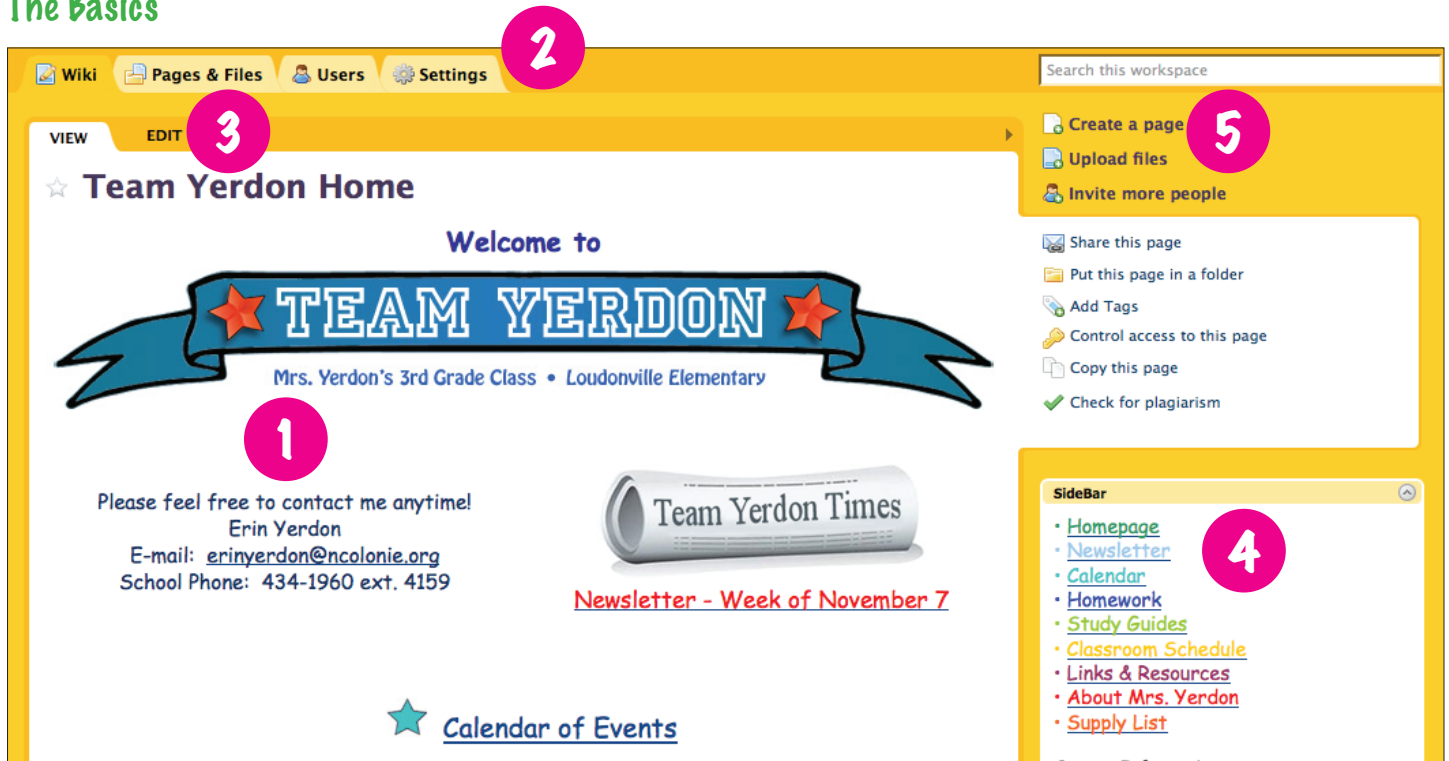 The Basics
2
Wiki Pages & Files Users Settings
Search this workspace
3
VIEW EDIT
5
Create a page
Upload files
Invite more people
Team Yerdon Home
Welcome to
TEAM YERDON
Mrs. Yerdon's 3rd Grade Class • Loudonville Elementary
Share this page
Put this page in a folder
Add Tags
Control access to this page
Copy this page
Check for plagiarism
1
Please feel free to contact me anytime!
Erin Yerdon
E-mail: erinyerdon@ncolonie.org
School Phone: 434-1960 ext. 4159
Team Yerdon Times
Newsletter - Week of November 7
Calendar of Events
SideBar
4
• Homepage
• Newsletter
• Calendar
• Homework
• Study Guides
• Classroom Schedule
• Links & Resources
• About Mrs. Yerdon
• Supply List